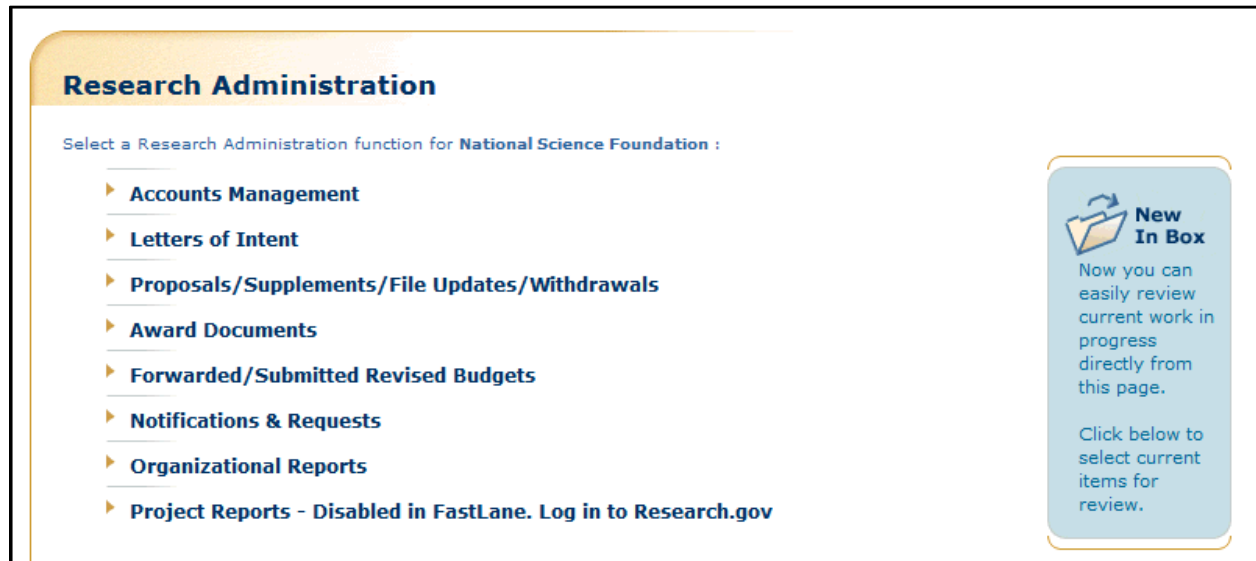 Research Administration
Select a Research Administration function for National Science Foundation :
Accounts Management
Letters of Intent
Proposals/Supplements/File Updates/Withdrawals
Award Documents
Forwarded/Submitted Revised Budgets
Notifications & Requests
Organizational Reports
Project Reports - Disabled in FastLane. Log in to Research.gov
New
In Box
Now you can
easily review
current work in
progress
directly from
this page.
Click below to
select current
items for
review.